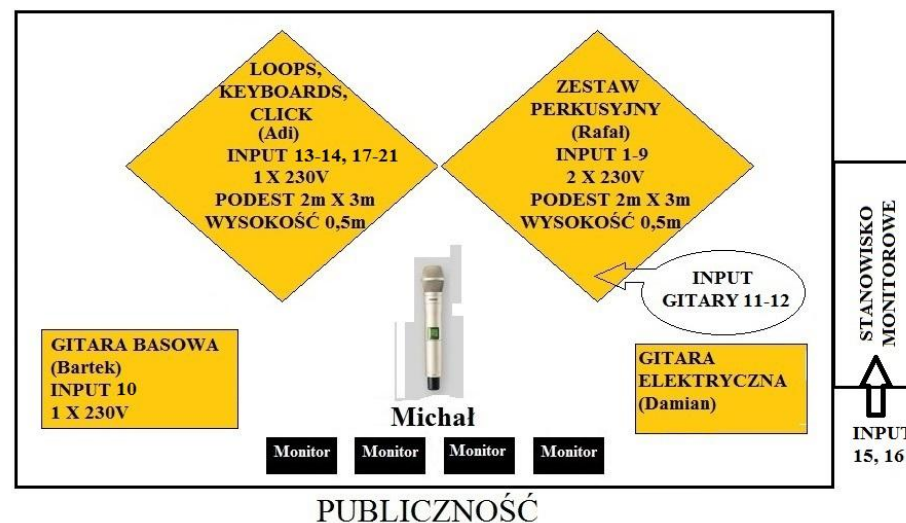 LOOPS,
KEYBOARDS,
CLICK
(Adi)
INPUT 13-14, 17-21
1 X 230V
PODEST 2m X 3m
WYSOKOŚĆ 0,5m
ZESTAW
PERKUSYJNY
(Rafał)
INPUT 1-9
2 X 230V
PODEST 2m X 3m
WYSOKOŚĆ 0,5m
INPUT
GITARY 11-12
STANOWISKO
MONITOROWE
INPUT
15, 16
GITARA BASOWA
(Bartek)
INPUT 10
1 X 230V
Michał
GITARA
ELEKTRYCZNA
(Damian)
Monitor
Monitor
Monitor
Monitor
PUBLICZNOŚĆ